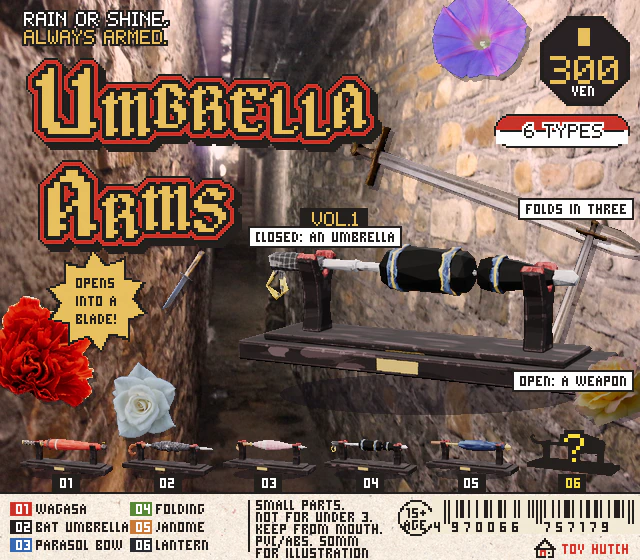 RAIN OR SHINE,
ALWAYS ARMED.
300
YEN
6 TYPES
UMBRELLA
ARMS
VOL.1
FOLDS IN THREE
CLOSED: AN UMBRELLA
OPENS
INTO A
BLADE!
OPEN: A WEAPON
?
01
02
03
04
05
06
01 WAGASA
02 BAT UMBRELLA
03 PARASOL BOW
04 FOLDING
05 JANOME
06 LANTERN
SMALL PARTS.
NOT FOR UNDER 3.
KEEP FROM MOUTH.
PVC/ABS. 50MM
FOR ILLUSTRATION
15+
AGE
4 970066 757179
TOY HUTCH